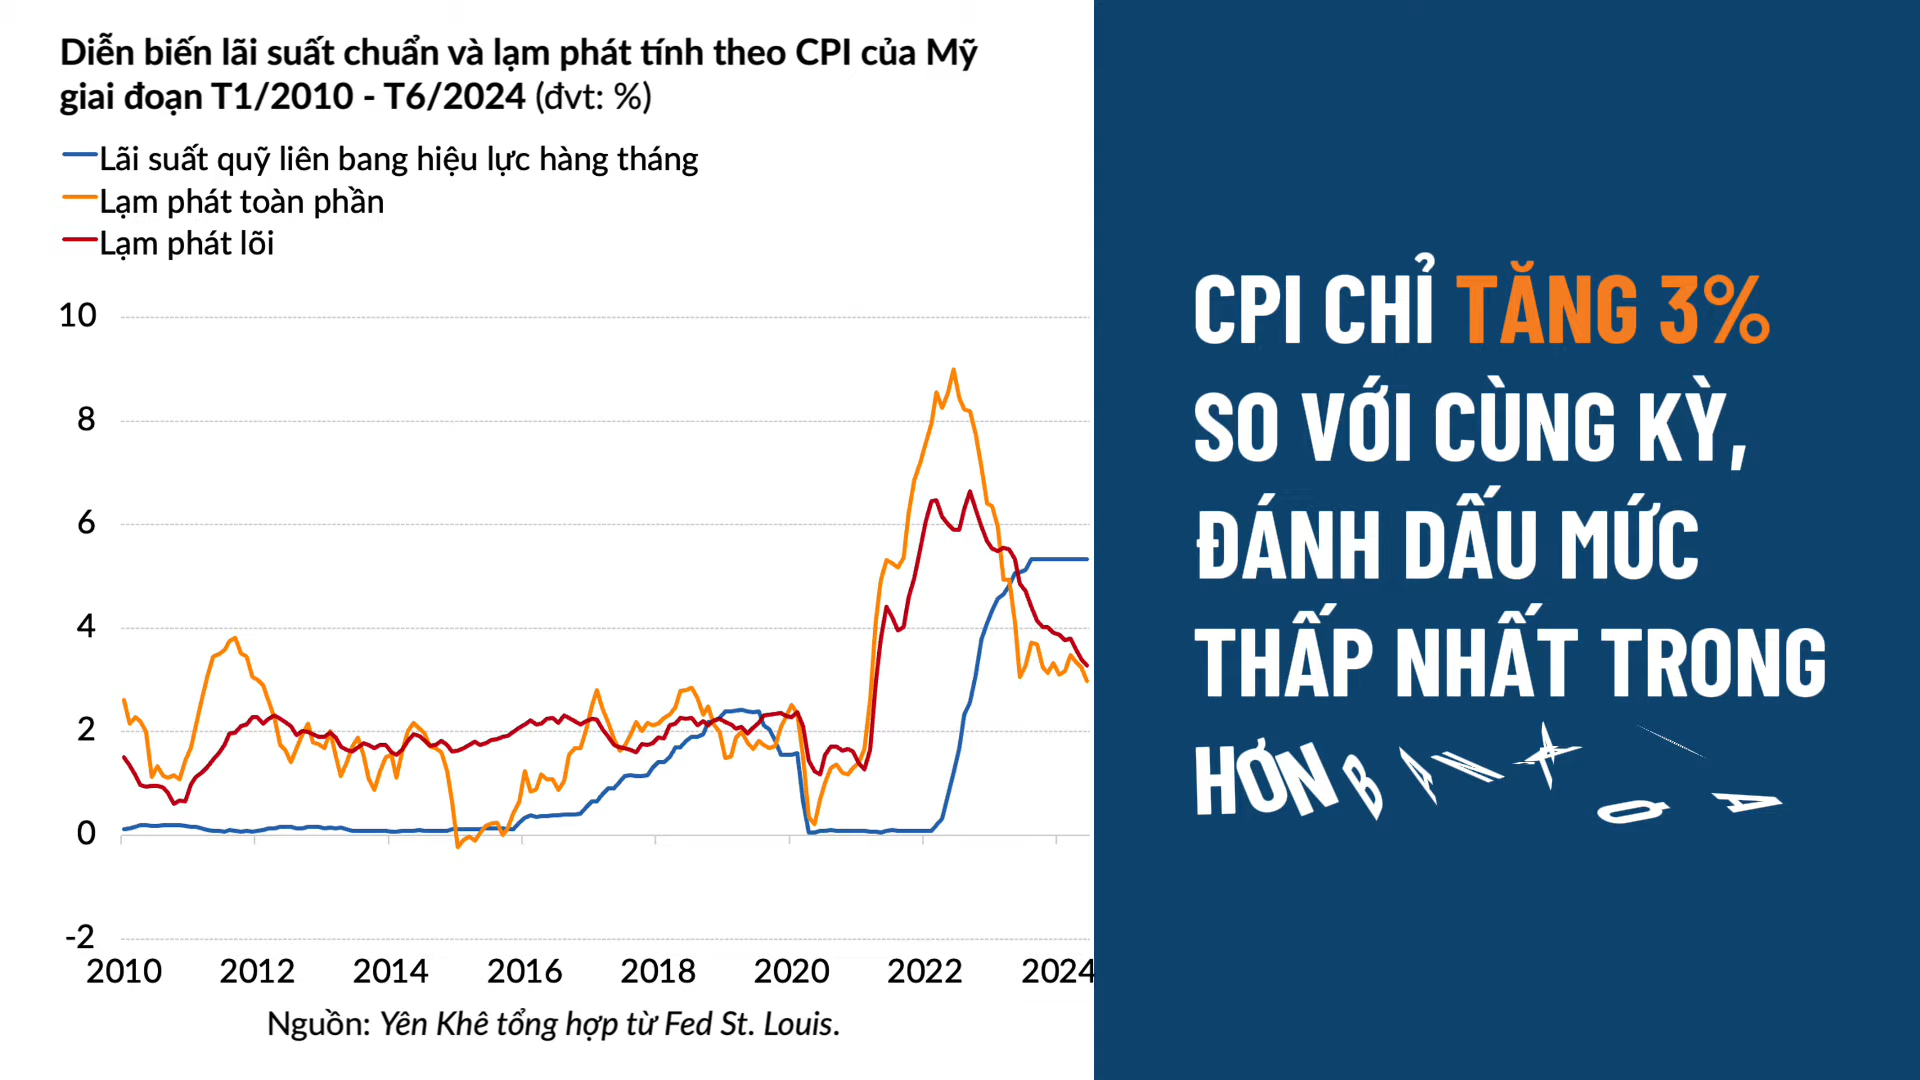 Diễn biến lãi suất chuẩn và lạm phát tính theo CPI của Mỹ
giai đoạn T1/2010 - T6/2024 (đvt: %)
Lãi suất quỹ liên bang hiệu lực hàng tháng
Lạm phát toàn phần
Lạm phát lõi
10
8
6
4
2
0
-2
2010 2012 2014 2016 2018 2020 2022 2024
Nguồn: Yên Khê tổng hợp từ Fed St. Louis.
CPI CHỈ TĂNG 3%
SO VỚI CÙNG KỲ,
ĐÁNH DẤU MỨC
THẤP NHẤT TRONG
HƠN